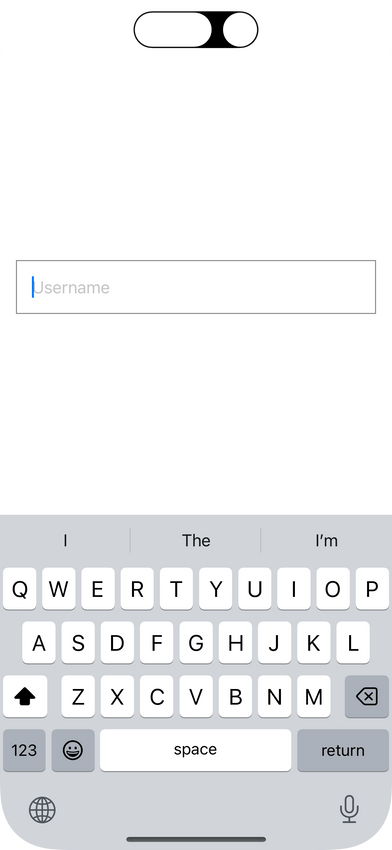 Username
I The I'm
Q W E R T Y U I O P
A S D F G H J K L
Z X C V B N M
123 space return